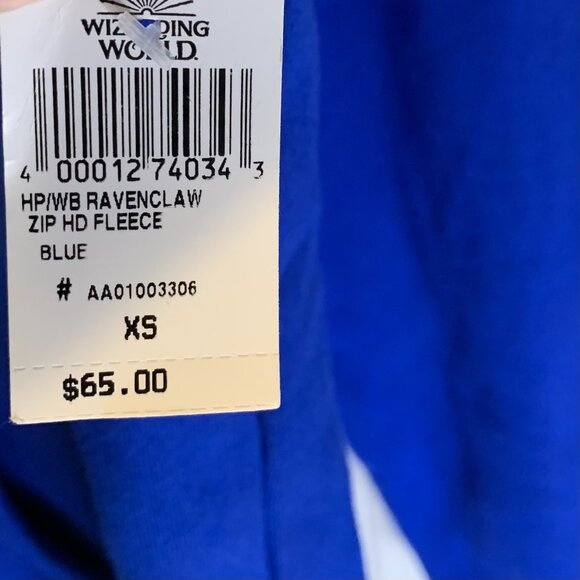 WIZARDING
WORLD.
4 00012 74034 3
HP/WB RAVENCLAW
ZIP HD FLEECE
BLUE
# AA01003306
XS
$65.00